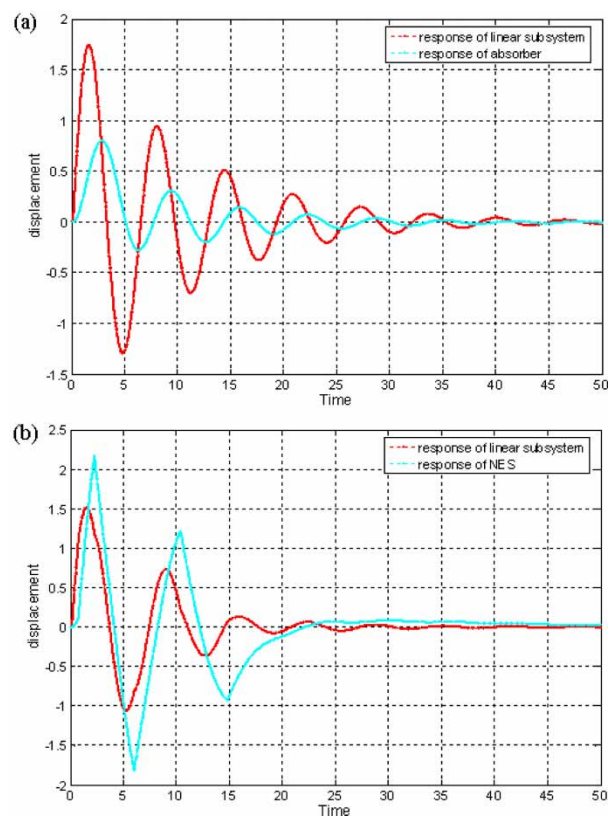 (a)
2
1.5
1
0.5
0
-0.5
-1
-1.5
displacement
response of linear subsystem
response of absorber
0 5 10 15 20 25 30 35 40 45 50
Time
(b)
2.5
2
1.5
1
0.5
0
-0.5
-1
-1.5
-2
displacement
response of linear subsystem
response of NES
0 5 10 15 20 25 30 35 40 45 50
Time